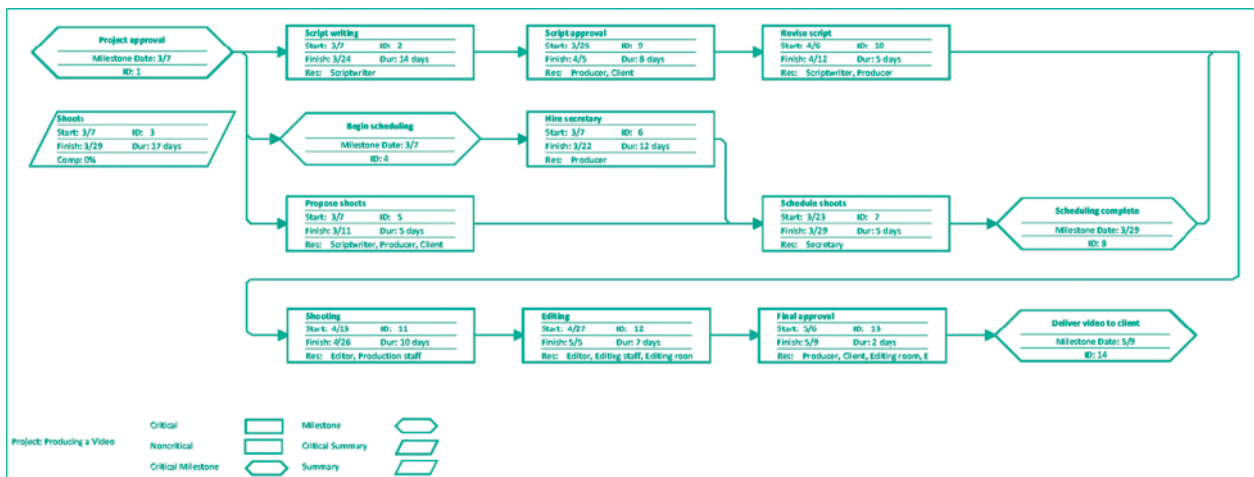 Project approval
Milestone Date: 3/7
ID: 1
Script writing
Start: 3/7 ID: 2
Finish: 3/24 Dur: 14 days
Res: Scriptwriter
Script approval
Start: 3/25 ID: 9
Finish: 4/5 Dur: 8 days
Res: Producer, Client
Revise script
Start: 4/6 ID: 10
Finish: 4/12 Dur: 5 days
Res: Scriptwriter, Producer
Shoots
Start: 3/7 ID: 3
Finish: 3/29 Dur: 17 days
Comp: 0%
Begin scheduling
Milestone Date: 3/7
ID: 4
Hire secretary
Start: 3/7 ID: 6
Finish: 3/22 Dur: 12 days
Res: Producer
Propose shoots
Start: 3/7 ID: 5
Finish: 3/11 Dur: 5 days
Res: Scriptwriter, Producer, Client
Schedule shoots
Start: 3/23 ID: 7
Finish: 3/29 Dur: 5 days
Res: Secretary
Scheduling complete
Milestone Date: 3/29
ID: 8
Shooting
Start: 4/13 ID: 11
Finish: 4/26 Dur: 10 days
Res: Editor, Production staff
Editing
Start: 4/27 ID: 12
Finish: 5/5 Dur: 7 days
Res: Editor, Editing staff, Editing roon
Final approval
Start: 5/6 ID: 13
Finish: 5/9 Dur: 2 days
Res: Producer, Client, Editing room, E
Deliver video to client
Milestone Date: 5/9
ID: 14
Project: Producing a Video
Critical
Milestone
Noncritical
Critical Summary
Critical Milestone
Summary